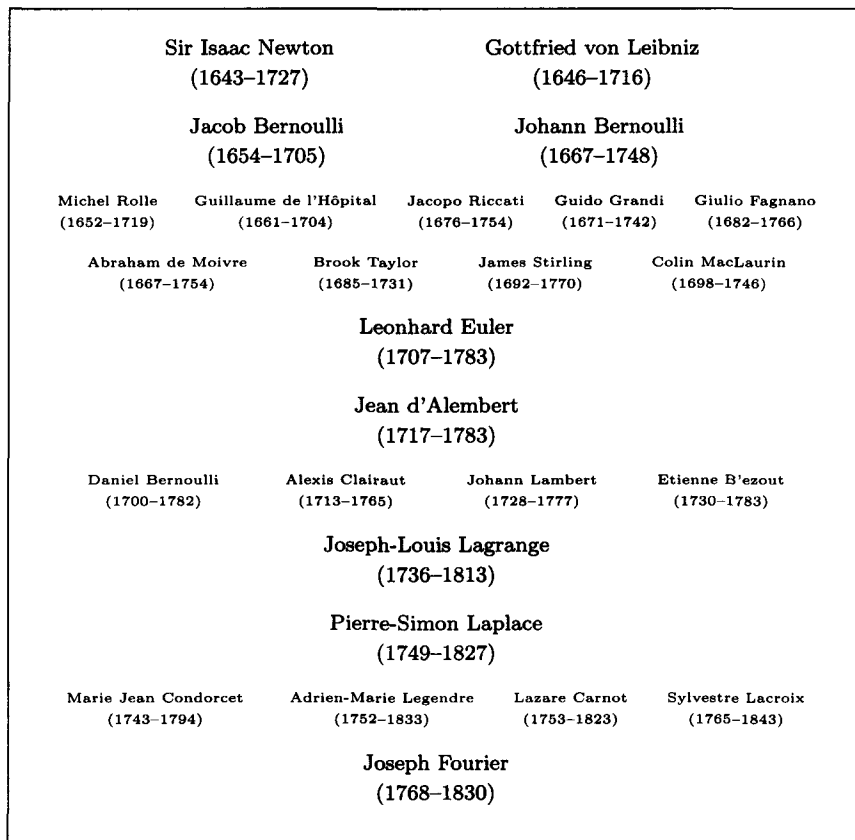 Sir Isaac Newton Gottfried von Leibniz
(1643–1727) (1646–1716)
Jacob Bernoulli Johann Bernoulli
(1654–1705) (1667–1748)
Michel Rolle Guillaume de l'Hôpital Jacopo Riccati Guido Grandi Giulio Fagnano
(1652–1719) (1661–1704) (1676–1754) (1671–1742) (1682–1766)
Abraham de Moivre Brook Taylor James Stirling Colin MacLaurin
(1667–1754) (1685–1731) (1692–1770) (1698–1746)
Leonhard Euler
(1707–1783)
Jean d'Alembert
(1717–1783)
Daniel Bernoulli Alexis Clairaut Johann Lambert Etienne B'ezout
(1700–1782) (1713–1765) (1728–1777) (1730–1783)
Joseph-Louis Lagrange
(1736–1813)
Pierre-Simon Laplace
(1749–1827)
Marie Jean Condorcet Adrien-Marie Legendre Lazare Carnot Sylvestre Lacroix
(1743–1794) (1752–1833) (1753–1823) (1765–1843)
Joseph Fourier
(1768–1830)